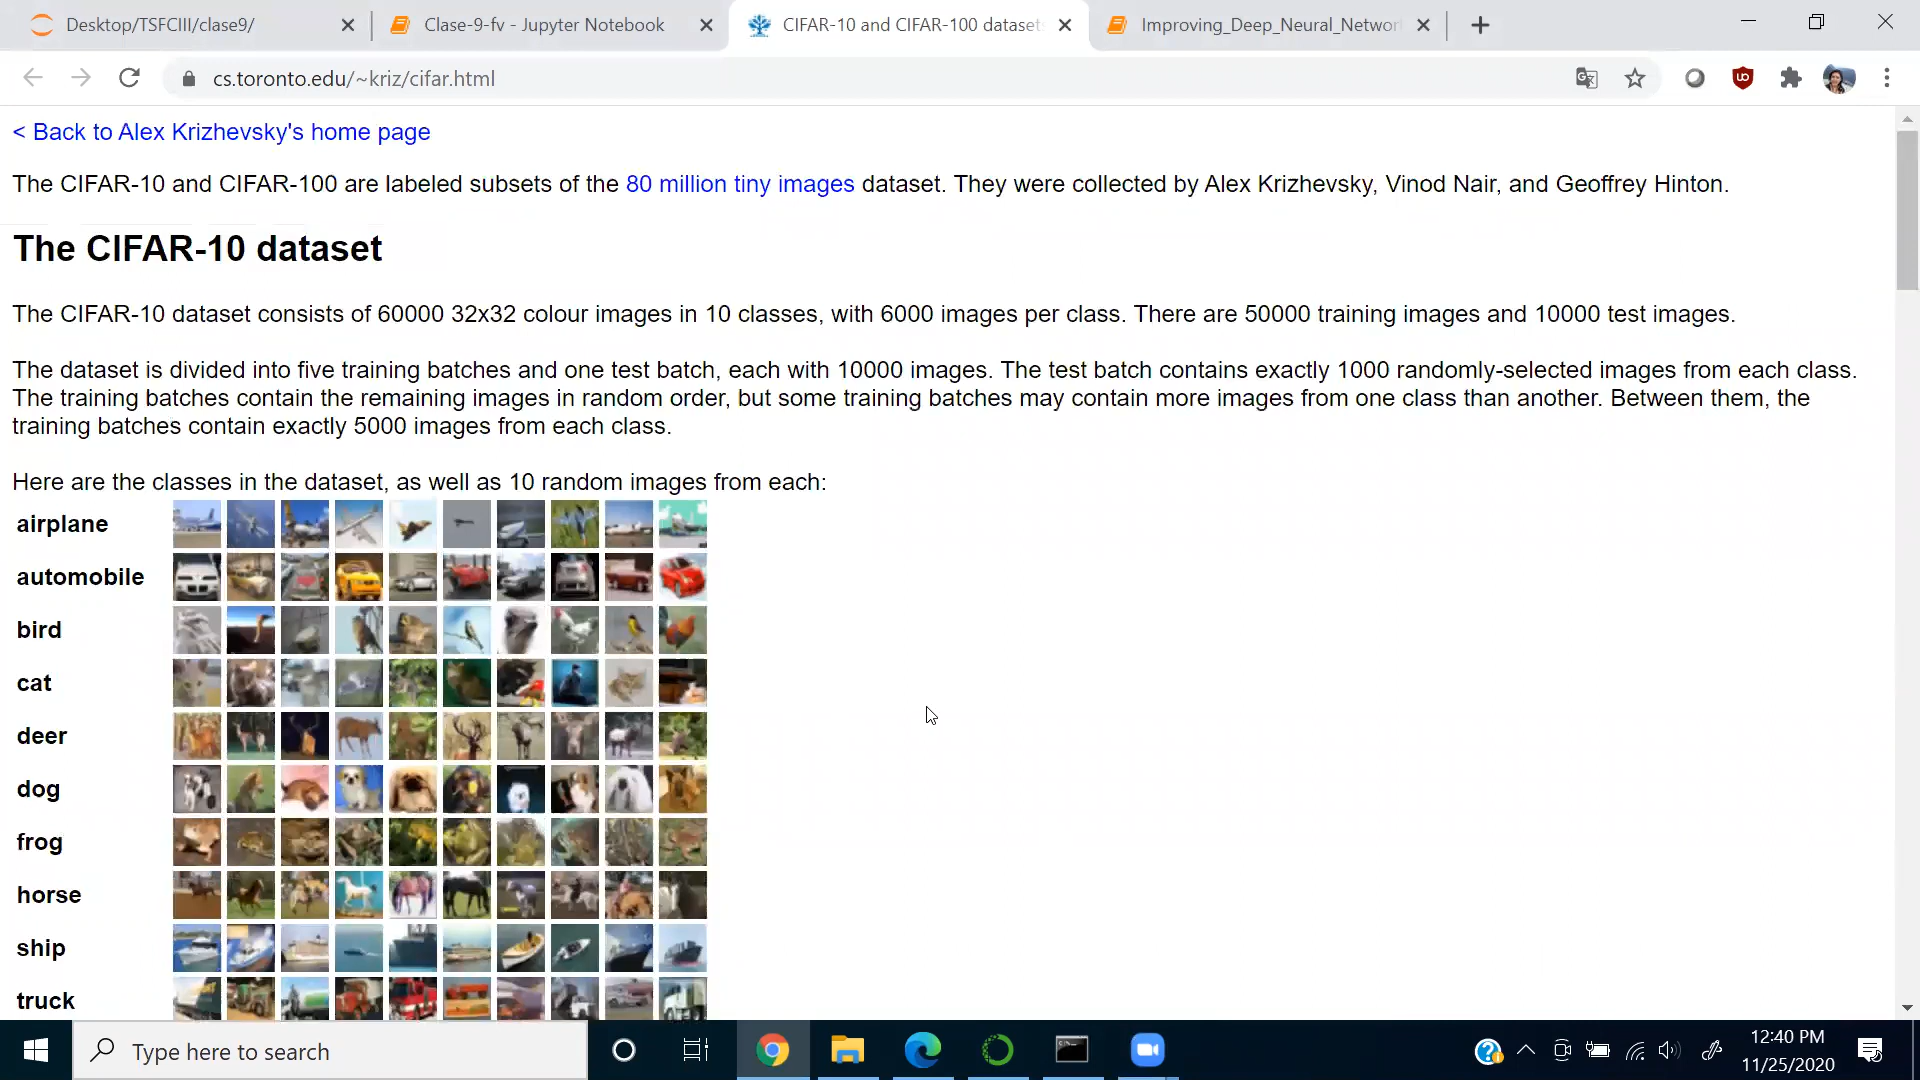 Desktop/TSFCIII/clase9/
Clase-9-fv - Jupyter Notebook
CIFAR-10 and CIFAR-100 dataset
Improving_Deep_Neural_Networ
cs.toronto.edu/~kriz/cifar.html
< Back to Alex Krizhevsky's home page
The CIFAR-10 and CIFAR-100 are labeled subsets of the 80 million tiny images dataset. They were collected by Alex Krizhevsky, Vinod Nair, and Geoffrey Hinton.
The CIFAR-10 dataset
The CIFAR-10 dataset consists of 60000 32x32 colour images in 10 classes, with 6000 images per class. There are 50000 training images and 10000 test images.
The dataset is divided into five training batches and one test batch, each with 10000 images. The test batch contains exactly 1000 randomly-selected images from each class.
The training batches contain the remaining images in random order, but some training batches may contain more images from one class than another. Between them, the
training batches contain exactly 5000 images from each class.
Here are the classes in the dataset, as well as 10 random images from each:
airplane
automobile
bird
cat
deer
dog
frog
horse
ship
truck
Type here to search
12:40 PM
11/25/2020